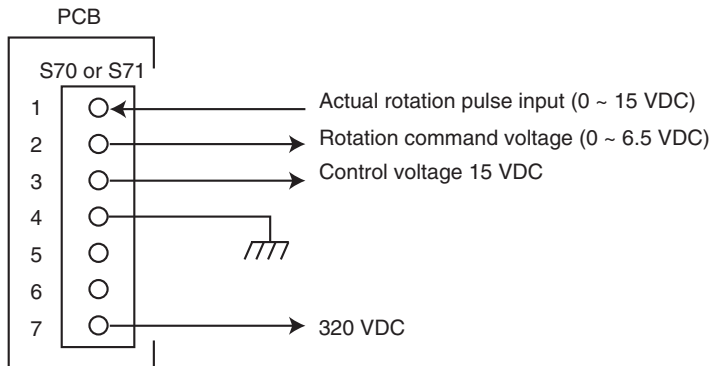 PCB
S70 or S71
1 Actual rotation pulse input (0 ~ 15 VDC)
2 Rotation command voltage (0 ~ 6.5 VDC)
3 Control voltage 15 VDC
4
5
6
7 320 VDC